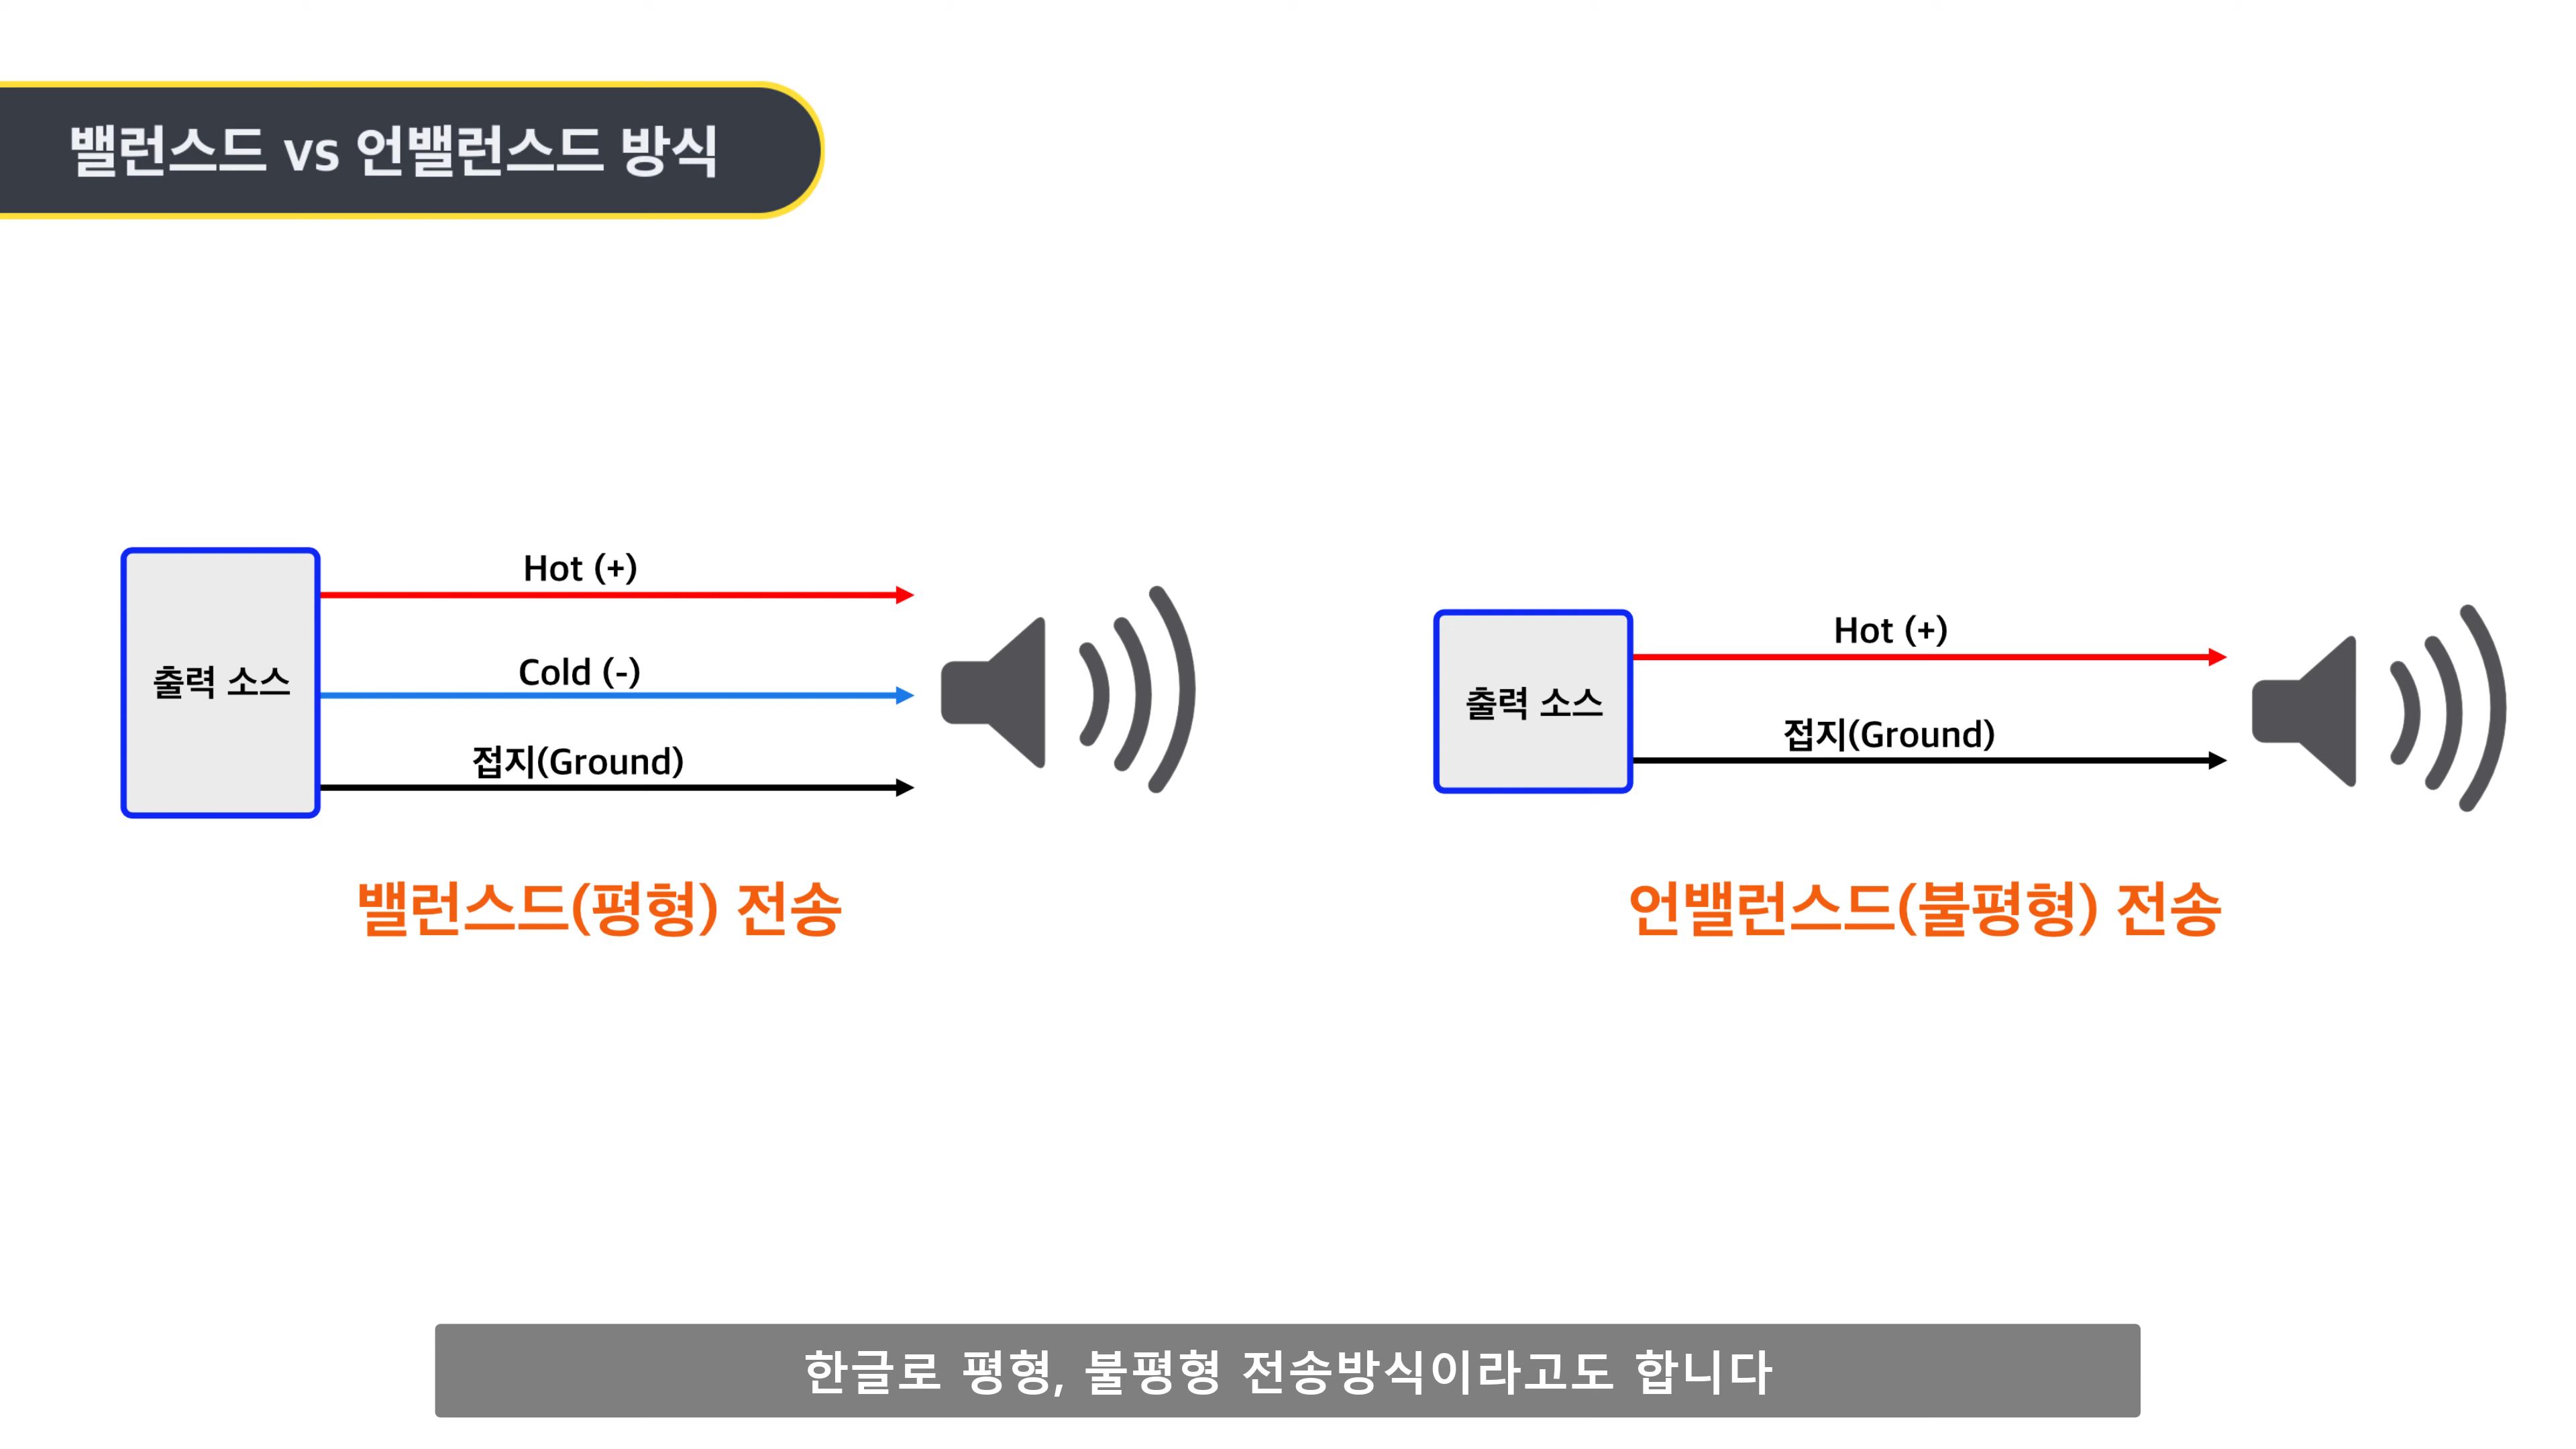 밸런스드 vs 언밸런스드 방식
Hot (+)
Cold (-)
출력 소스
접지(Ground)
밸런스드(평형) 전송
Hot (+)
출력 소스
접지(Ground)
언밸런스드(불평형) 전송
한글로 평형, 불평형 전송방식이라고도 합니다